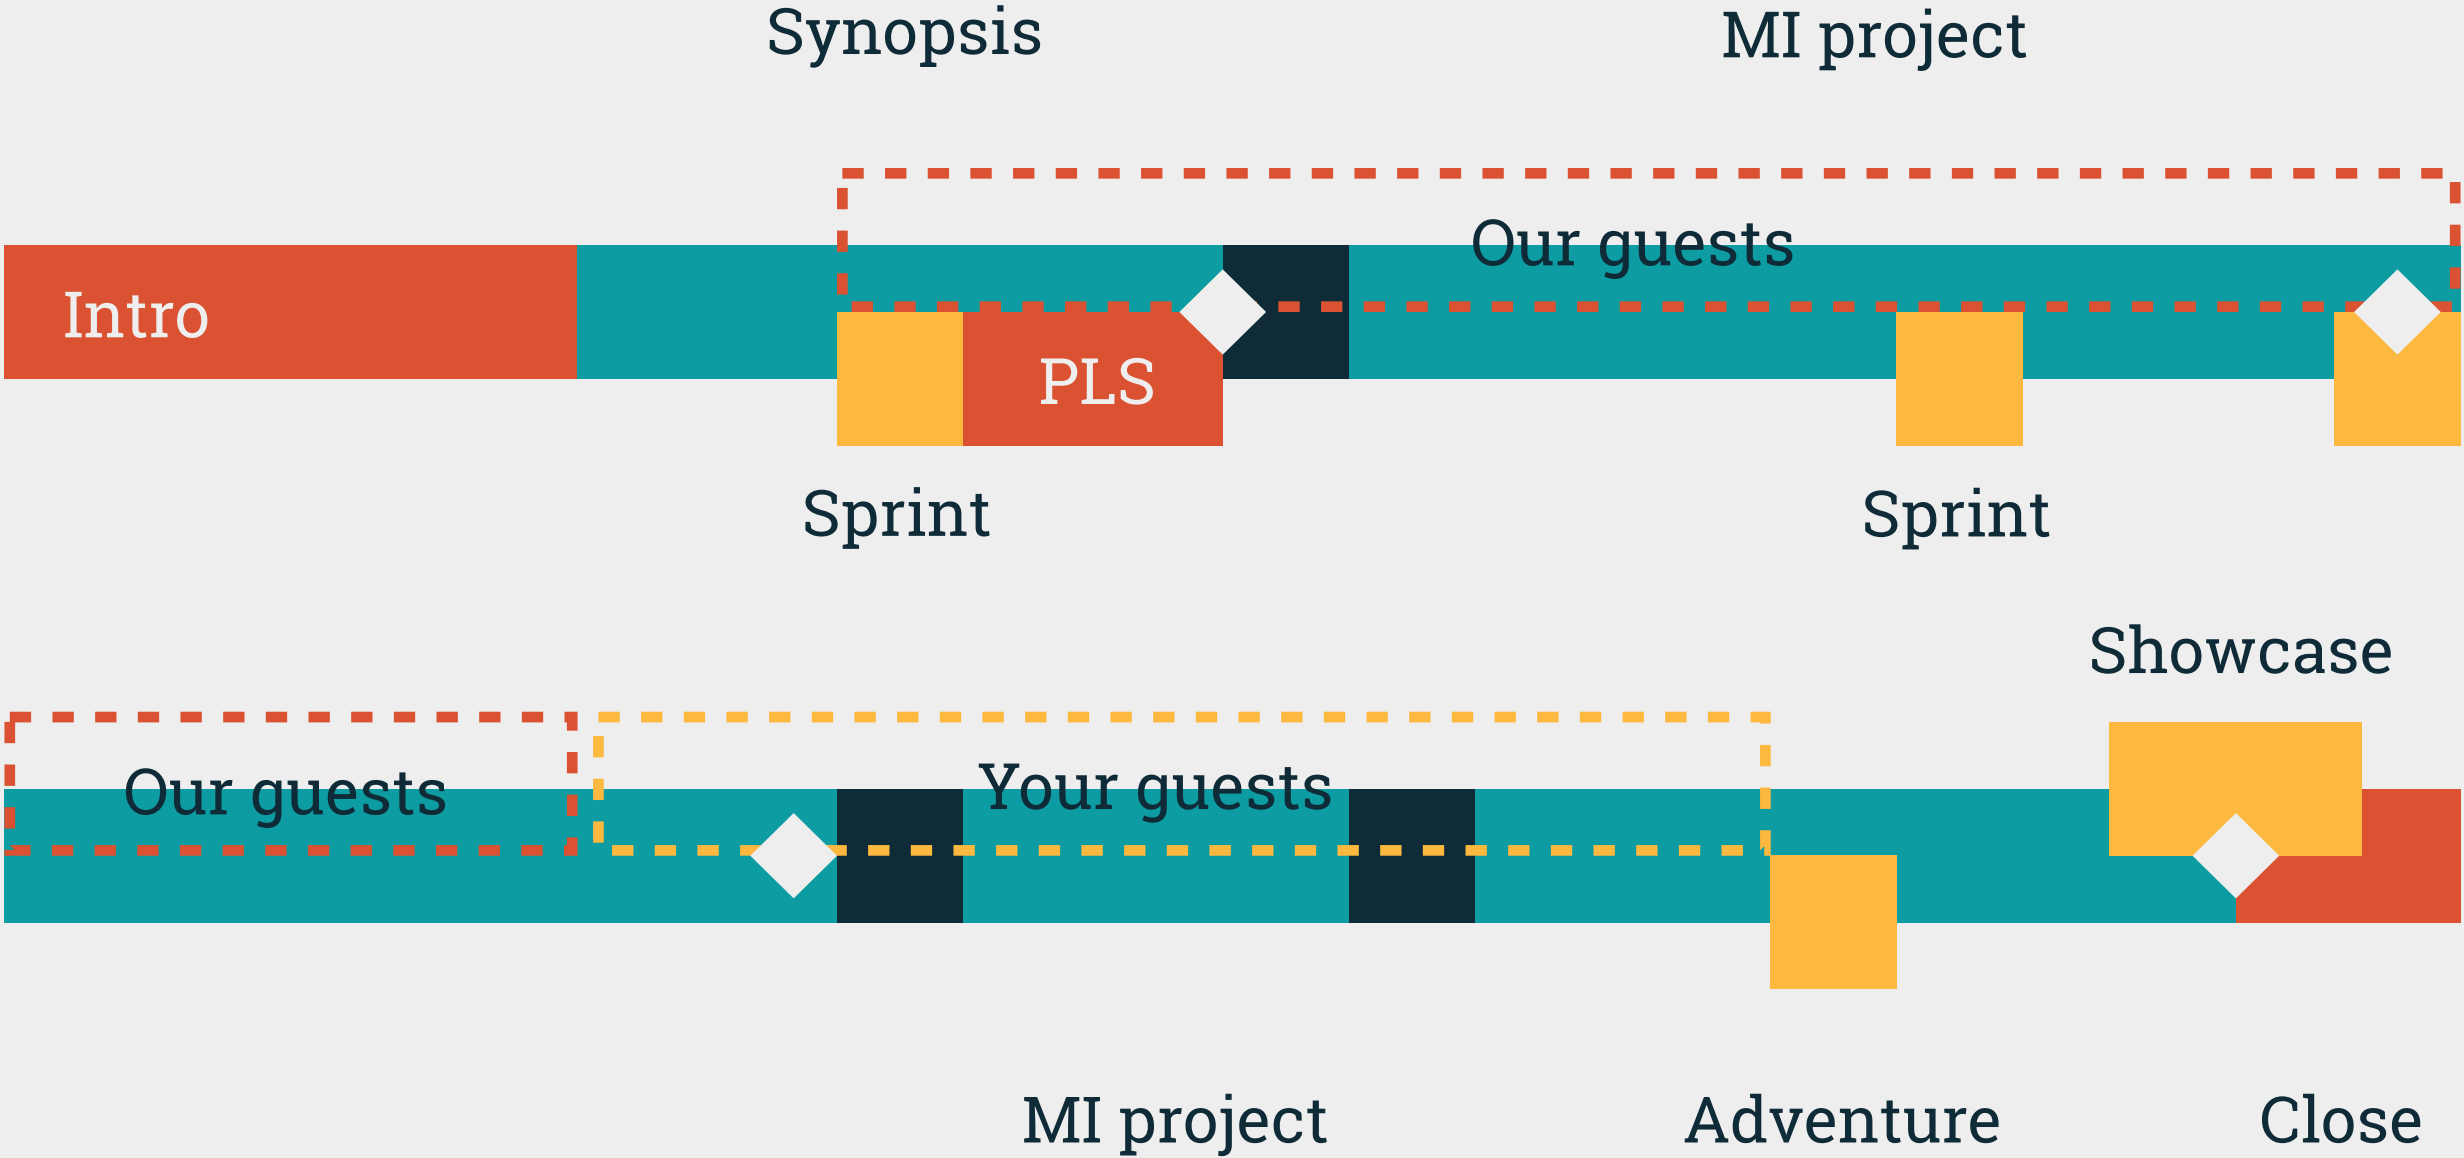 Synopsis
MI project
Our guests
Intro
PLS
Sprint
Sprint
Showcase
Our guests
Your guests
MI project
Adventure
Close